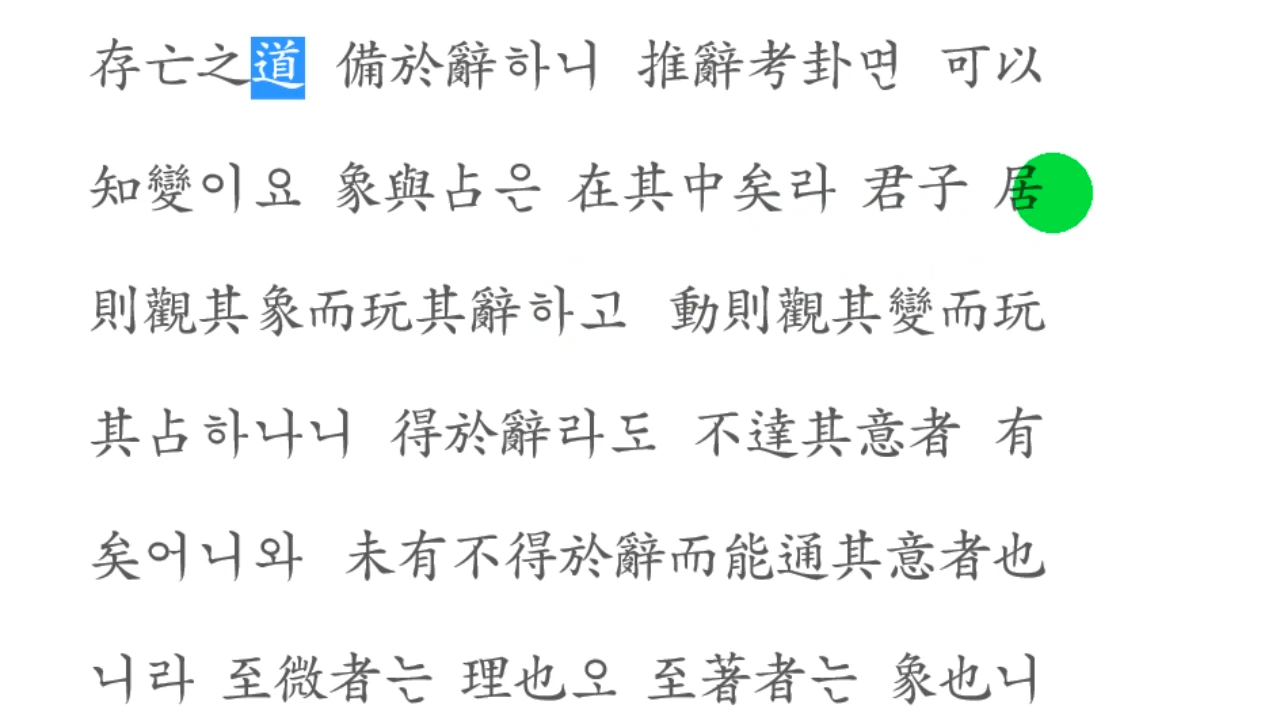 存亡之道 備於辭하니 推辭考卦면 可以
知變이요 象與占은 在其中矣라 君子 居
則觀其象而玩其辭하고 動則觀其變而玩
其占하나니 得於辭라도 不達其意者 有
矣어니와 未有不得於辭而能通其意者也
니라 至微者는 理也오 至著者는 象也니